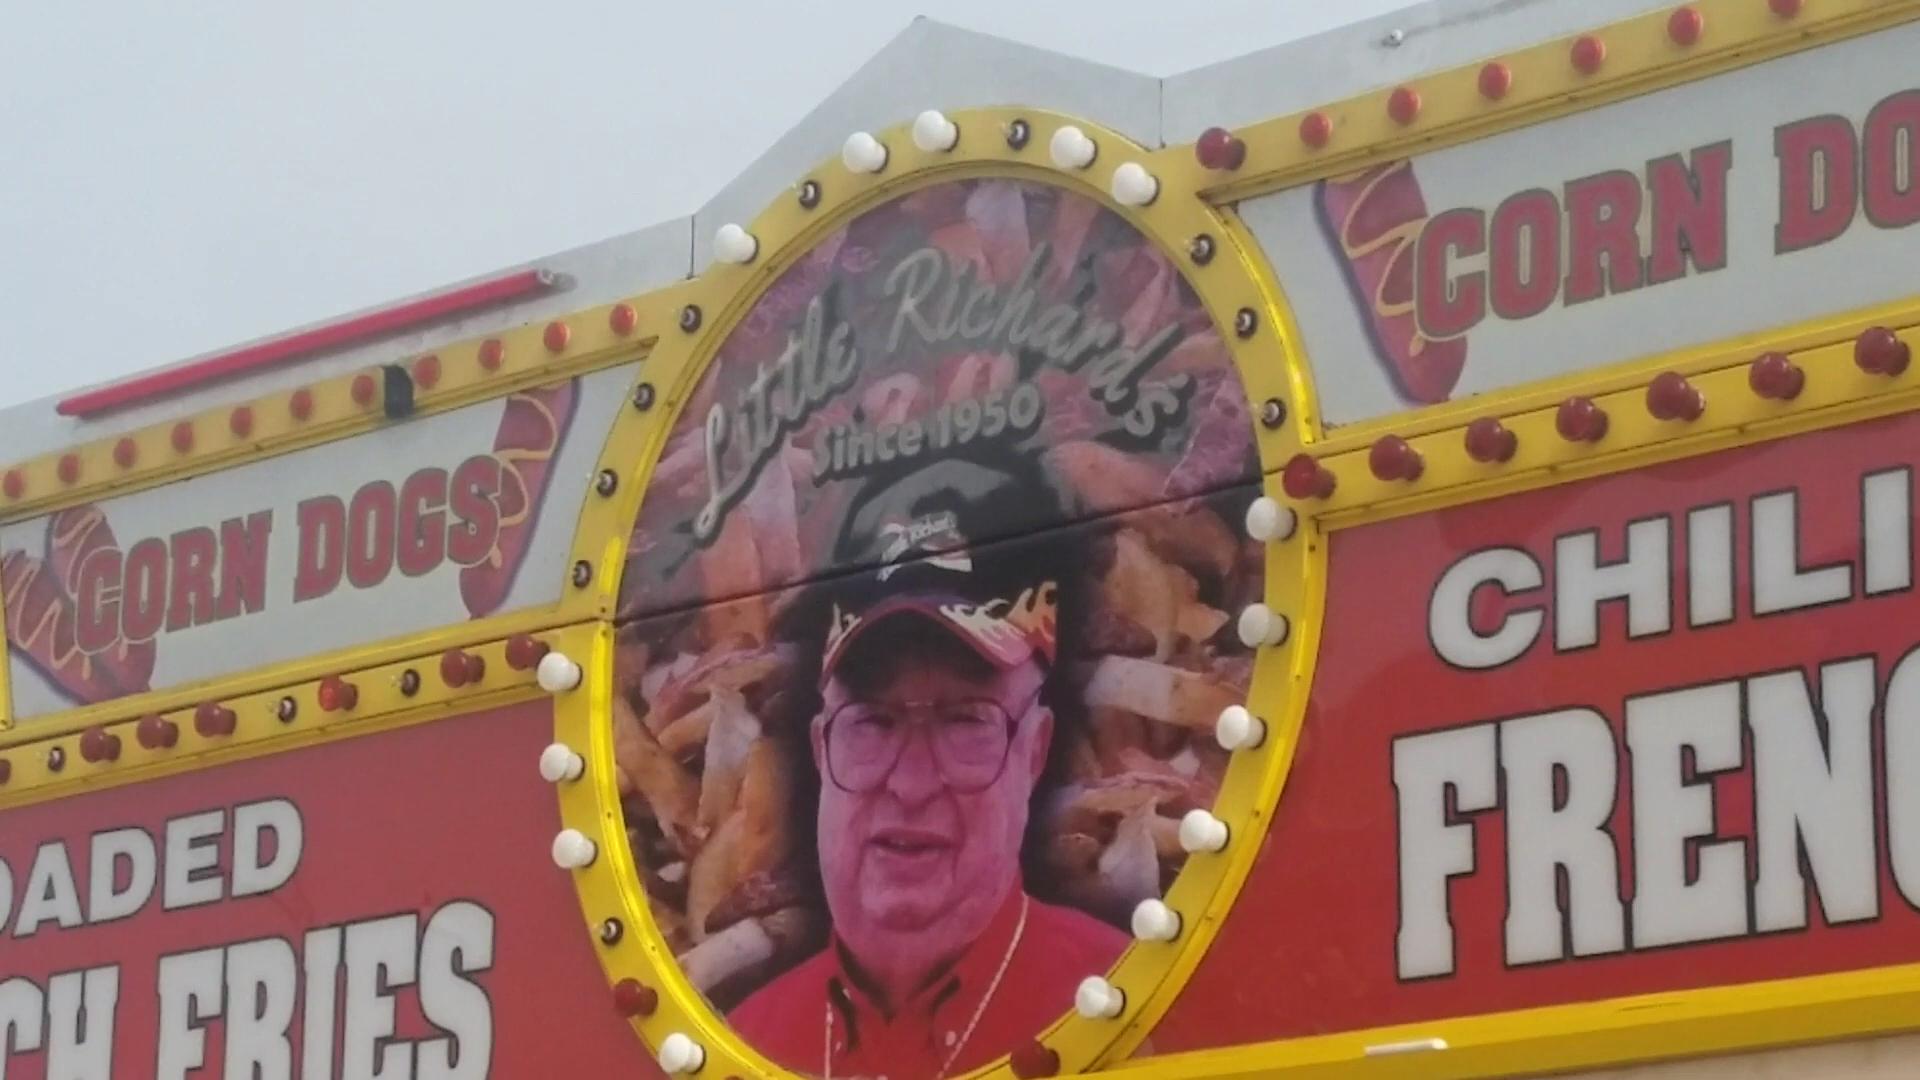 Little Richard's
Since 1950
CORN DOGS
CORN DO
OADED
CH FRIES
CHILI
FRENC